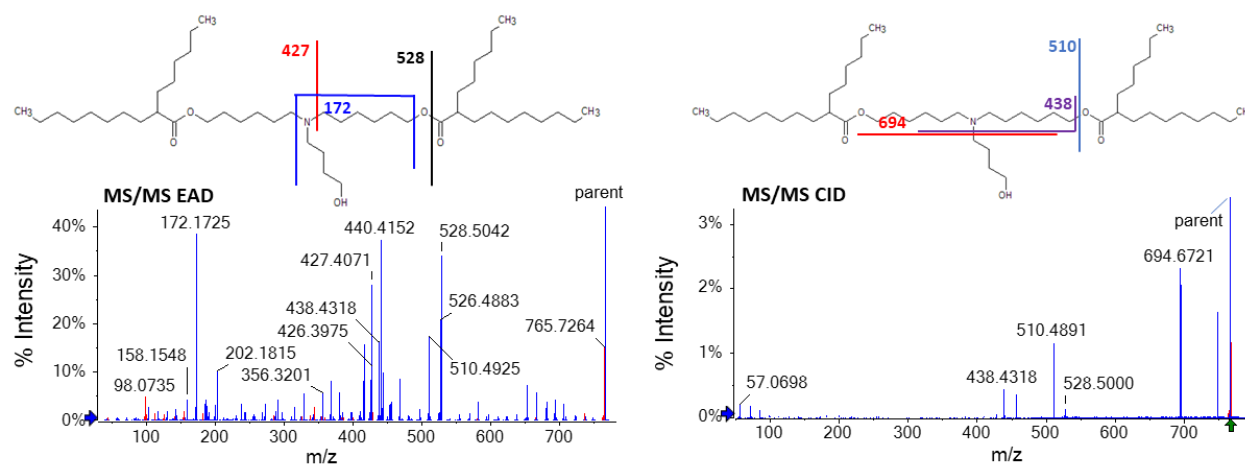 CH3
CH3
427
528
CH3
O
172
O
CH3
O
N
O
OH
MS/MS EAD
parent
% Intensity
40%
30%
20%
10%
0%
172.1725
440.4152
528.5042
427.4071
438.4318
526.4883
426.3975
765.7264
158.1548
202.1815
356.3201
510.4925
98.0735
100
200
300
400
500
600
700
m/z
CH3
CH3
510
438
CH3
O
694
O
CH3
O
N
O
OH
MS/MS CID
parent
% Intensity
3%
2%
1%
0%
694.6721
510.4891
438.4318
528.5000
57.0698
100
200
300
400
500
600
700
m/z